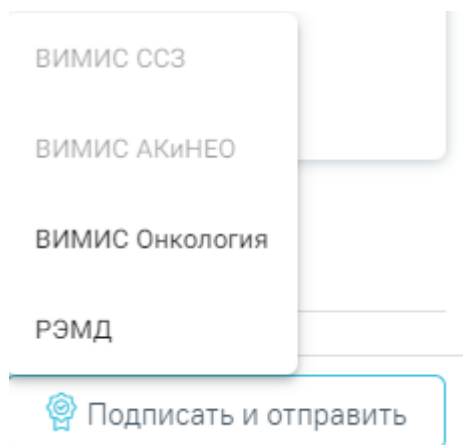 ВИМИС ССЗ
ВИМИС АКиНЕО
ВИМИС Онкология
РЭМД
Подписать и отправить